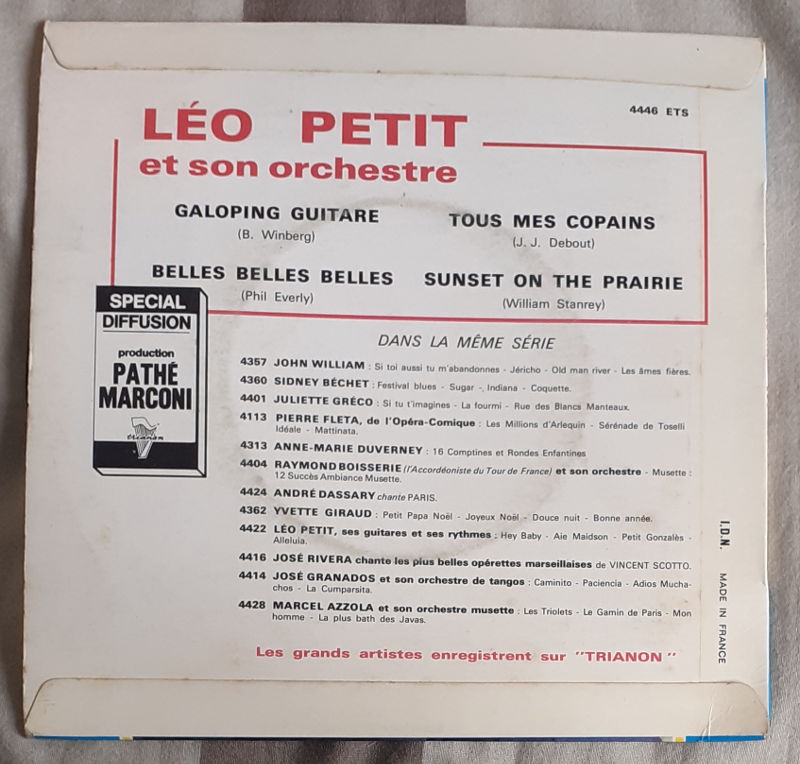 4446 ETS
LÉO PETIT
et son orchestre
GALOPING GUITARE
(B. Winberg)
TOUS MES COPAINS
(J. J. Debout)
BELLES BELLES BELLES
(Phil Everly)
SUNSET ON THE PRAIRIE
(William Stanrey)
SPECIAL
DIFFUSION
production
PATHÉ
MARCONI
trianon
DANS LA MÊME SÉRIE
4357 JOHN WILLIAM : Si toi aussi tu m'abandonnes - Jéricho - Old man river - Les âmes fières.
4360 SIDNEY BÉCHET : Festival blues - Sugar - Indiana - Coquette.
4401 JULIETTE GRÉCO : Si tu t'imagines - La fourmi - Rue des Blancs Manteaux.
4113 PIERRE FLETA, de l'Opéra-Comique : Les Millions d'Arlequin - Sérénade de Toselli
Idéale - Mattinata.
4313 ANNE-MARIE DUVERNEY : 16 Comptines et Rondes Enfantines
4404 RAYMOND BOISSERIE (l'Accordéoniste du Tour de France) et son orchestre - Musette :
12 Succès Ambiance Musette.
4424 ANDRÉ DASSARY chante PARIS.
4362 YVETTE GIRAUD : Petit Papa Noël - Joyeux Noël - Douce nuit - Bonne année.
4422 LÉO PETIT, ses guitares et ses rythmes : Hey Baby - Aie Maidson - Petit Gonzalès -
Alleluia.
4416 JOSÉ RIVERA chante les plus belles opérettes marseillaises de VINCENT SCOTTO.
4414 JOSÉ GRANADOS et son orchestre de tangos : Caminito - Paciencia - Adios Mucha-
chos - La Cumparsita.
4428 MARCEL AZZOLA et son orchestre musette : Les Triolets - Le Gamin de Paris - Mon
homme - La plus bath des Javas.
Les grands artistes enregistrent sur "TRIANON"
I.D.N. MADE IN FRANCE